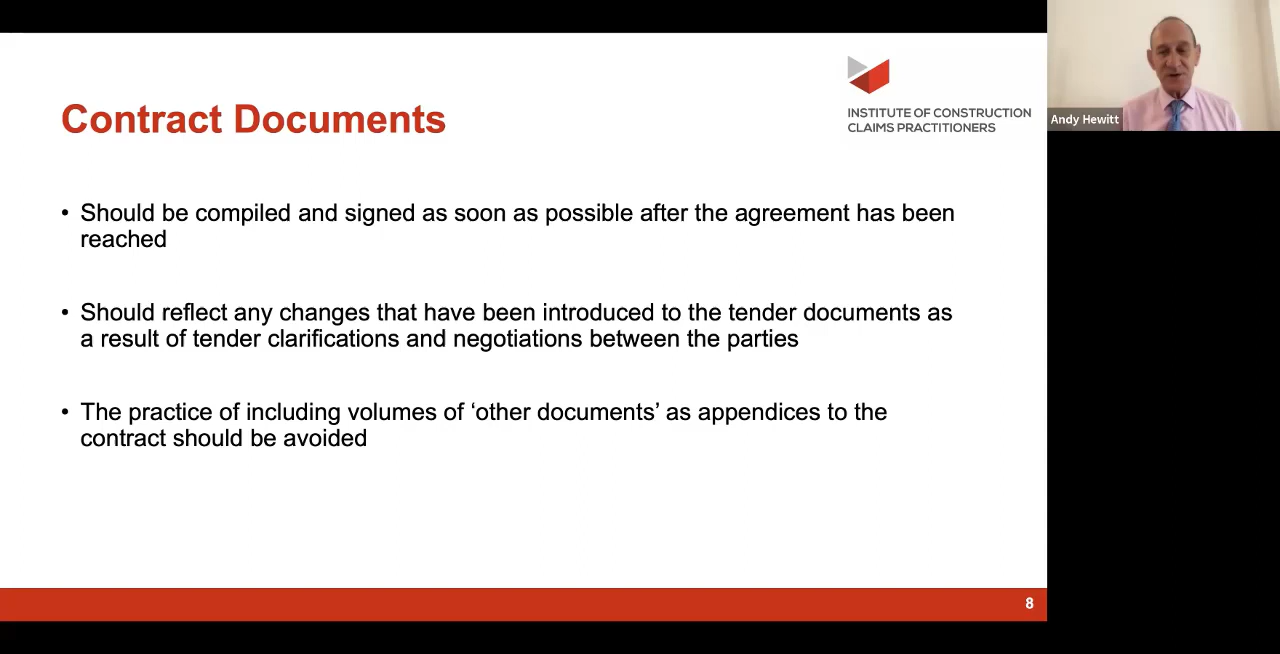 INSTITUTE OF CONSTRUCTION
CLAIMS PRACTITIONERS
Andy Hewitt
Contract Documents
• Should be compiled and signed as soon as possible after the agreement has been
reached
• Should reflect any changes that have been introduced to the tender documents as
a result of tender clarifications and negotiations between the parties
• The practice of including volumes of ‘other documents’ as appendices to the
contract should be avoided
8